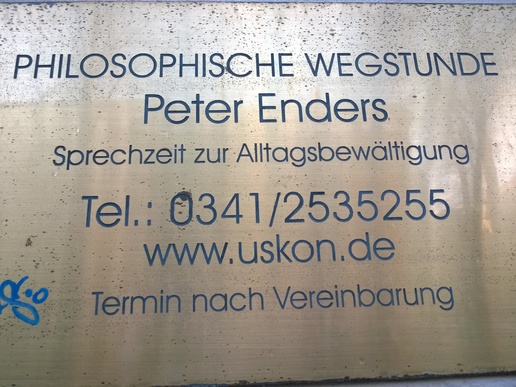 PHILOSOPHISCHE WEGSTUNDE
Peter Enders
Sprechzeit zur Alltagsbewältigung
Tel.: 0341/2535255
www.uskon.de
Termin nach Vereinbarung